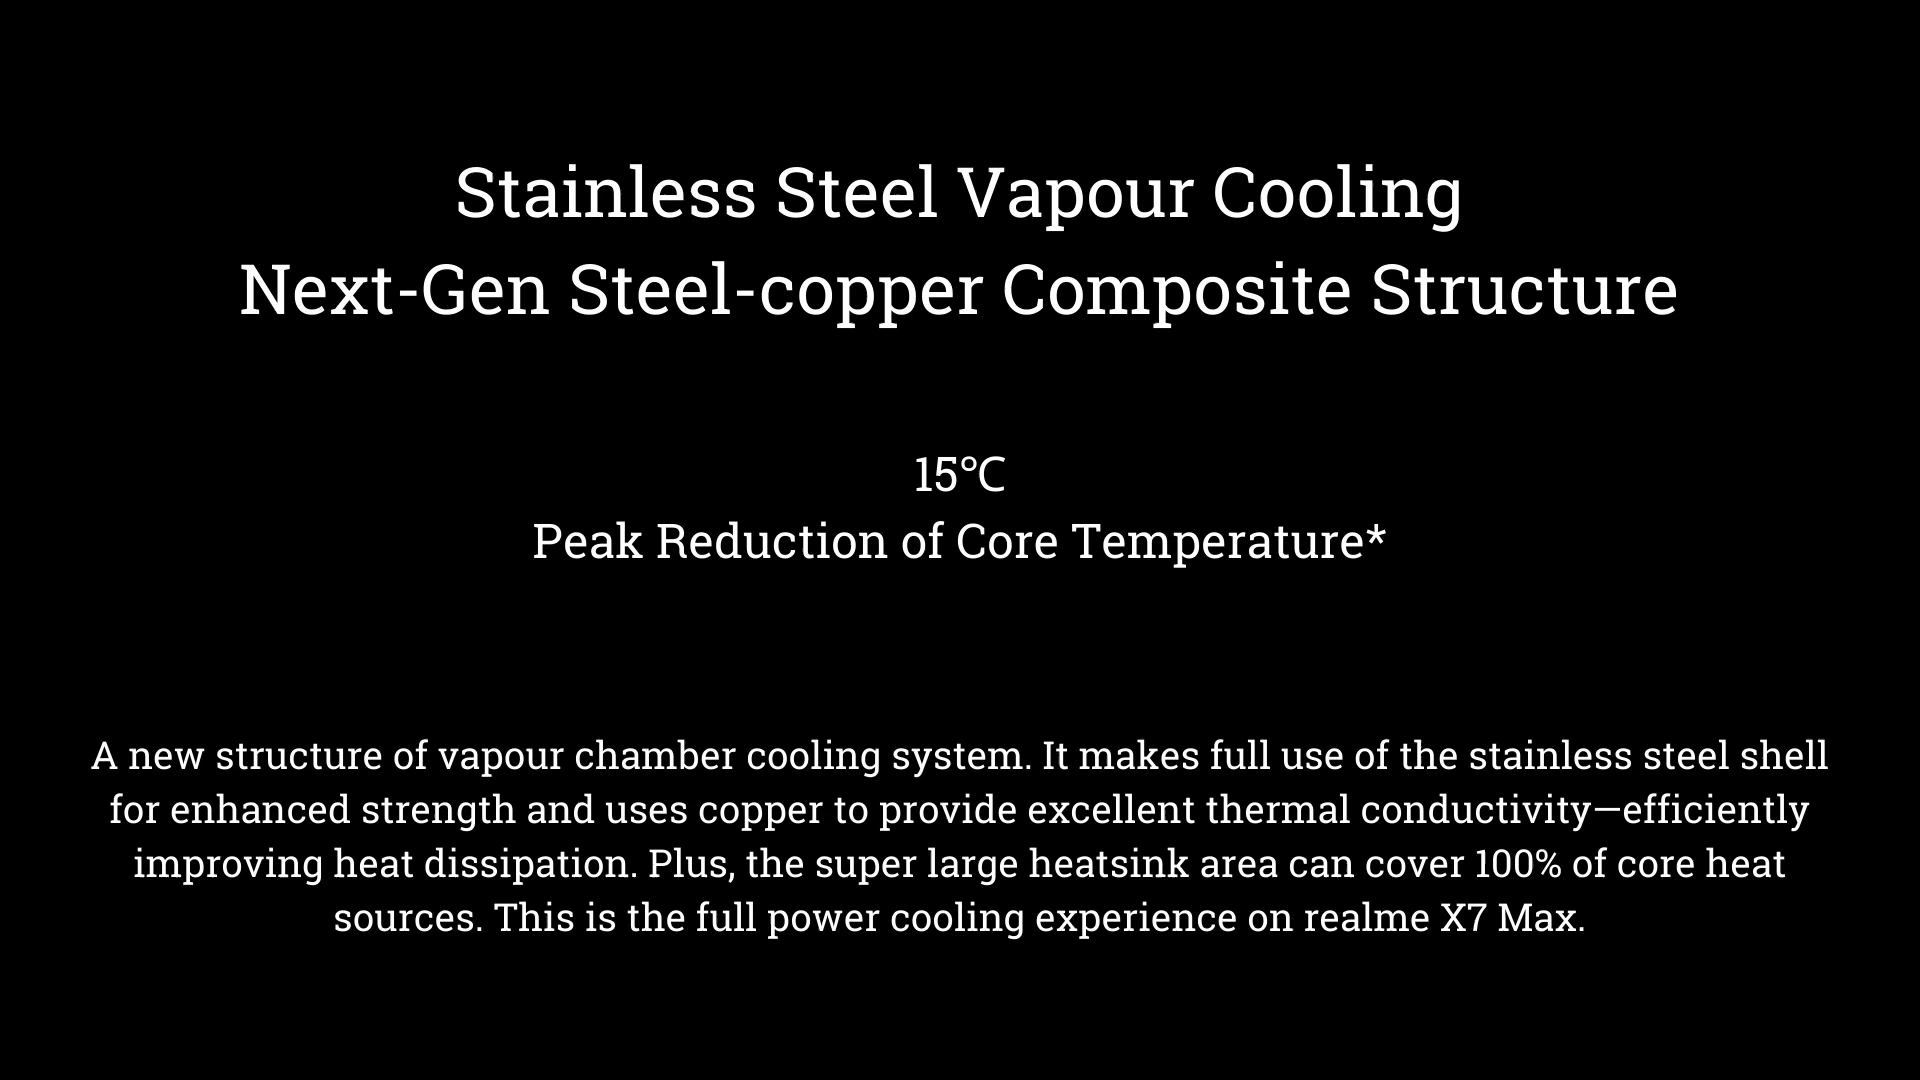 Stainless Steel Vapour Cooling
Next-Gen Steel-copper Composite Structure
15℃
Peak Reduction of Core Temperature*
A new structure of vapour chamber cooling system. It makes full use of the stainless steel shell
for enhanced strength and uses copper to provide excellent thermal conductivity—efficiently
improving heat dissipation. Plus, the super large heatsink area can cover 100% of core heat
sources. This is the full power cooling experience on realme X7 Max.